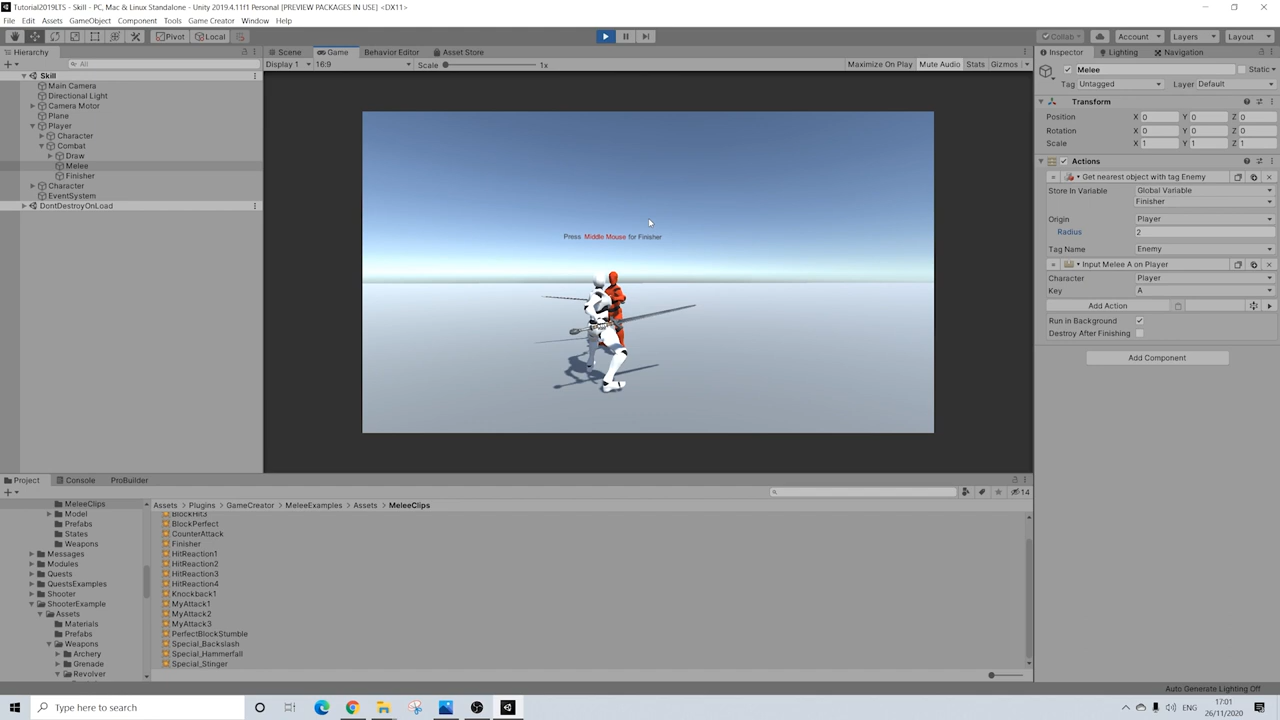 Tutorial2019LTS - Skill - PC, Mac & Linux Standalone - Unity 2019.4.11f1 Personal [PREVIEW PACKAGES IN USE] <DX11>
File Edit Assets GameObject Component Tools Game Creator Window Help
Pivot Local Collab Account Layers Layout
Hierarchy
All
Skill
Main Camera
Directional Light
Camera Motor
Plane
Player
Character
Combat
Draw
Melee
Finisher
Character
EventSystem
DontDestroyOnLoad
Scene Game Behavior Editor Asset Store
Display 1 16:9 Scale 1x Maximize On Play Mute Audio Stats Gizmos
Press Middle Mouse for Finisher
Inspector Lighting Navigation
Melee Static
Tag Untagged Layer Default
Transform
Position X 0 Y 0 Z 0
Rotation X 0 Y 0 Z 0
Scale X 1 Y 1 Z 1
Actions
Get nearest object with tag Enemy
Store In Variable Global Variable
Finisher
Origin Player
Radius 2
Tag Name Enemy
Input Melee A on Player
Character Player
Key A
Add Action
Run in Background
Destroy After Finishing
Add Component
Project Console ProBuilder
14
MeleeClips
Model
Prefabs
States
Weapons
Messages
Modules
Quests
QuestsExamples
Shooter
ShooterExample
Assets
Materials
Prefabs
Weapons
Archery
Grenade
Revolver
Assets Plugins GameCreator MeleeExamples Assets MeleeClips
BlockHit3
BlockPerfect
CounterAttack
Finisher
HitReaction1
HitReaction2
HitReaction3
HitReaction4
Knockback1
MyAttack1
MyAttack2
MyAttack3
PerfectBlockStumble
Special_Backslash
Special_Hammerfall
Special_Stinger
Auto Generate Lighting Off
Type here to search
ENG
17:01
26/11/2020